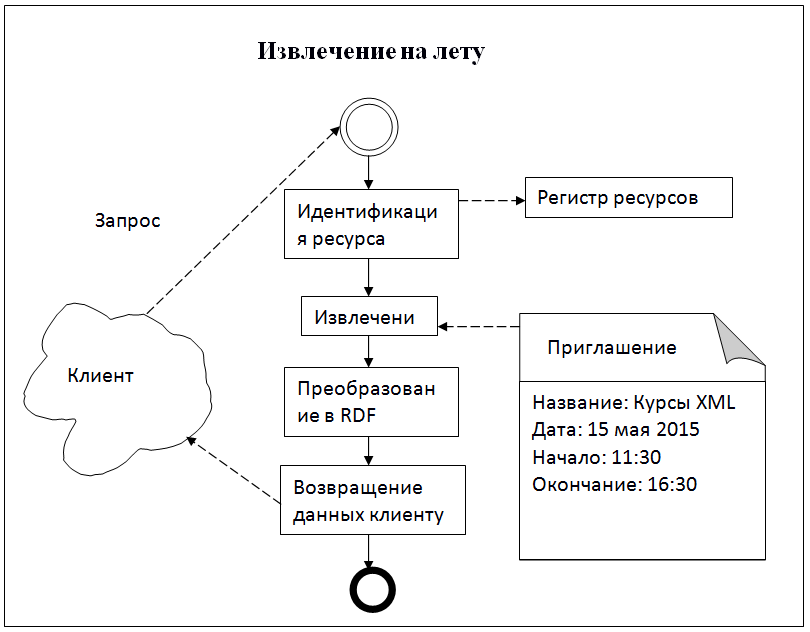 Извлечение на лету
Запрос
Идентификаци
я ресурса
Регистр ресурсов
Извлечени
Приглашение
Клиент
Преобразован
ие в RDF
Название: Курсы XML
Дата: 15 мая 2015
Начало: 11:30
Окончание: 16:30
Возвращение
данных клиенту